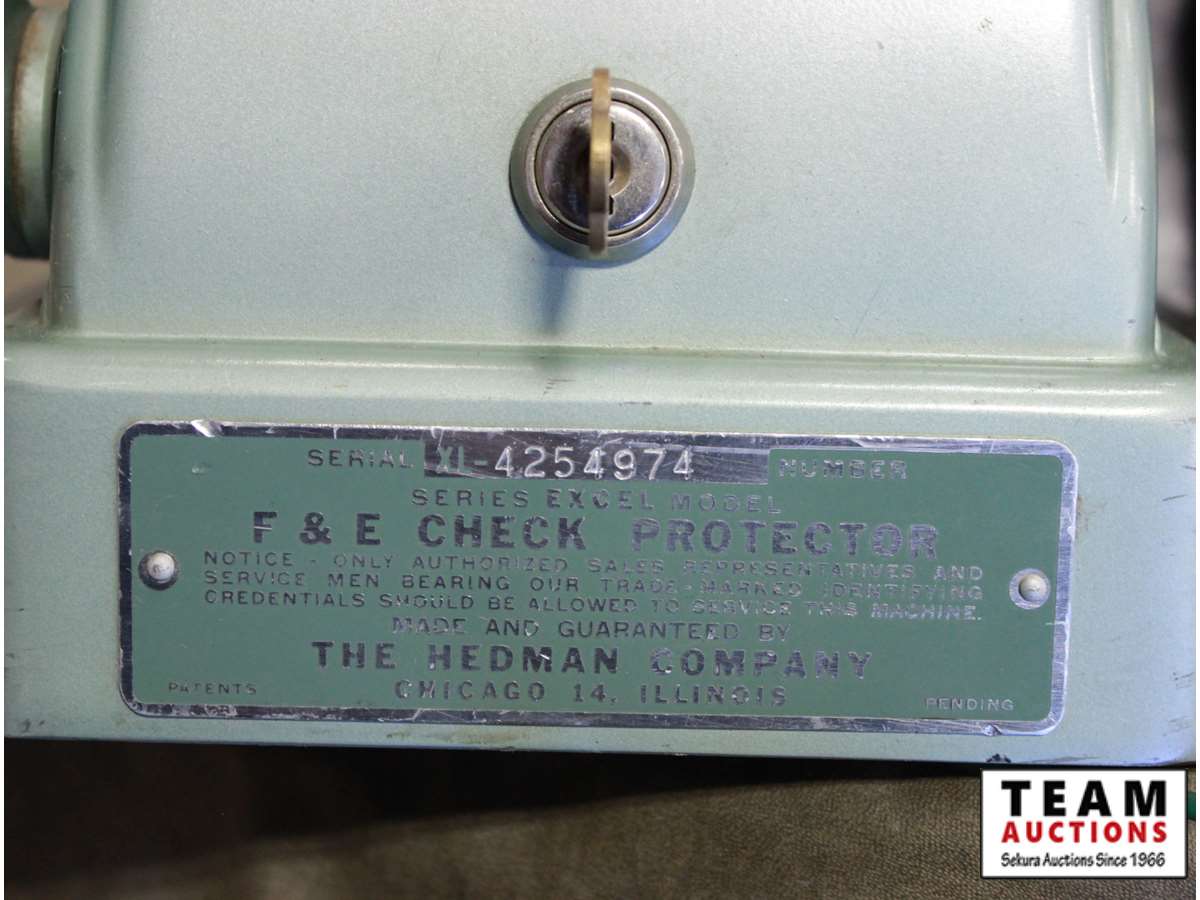 SERIAL XL-4254974 NUMBER
SERIES EXCEL MODEL
F & E CHECK PROTECTOR
NOTICE - ONLY AUTHORIZED SALES REPRESENTATIVES AND
SERVICE MEN BEARING OUR TRADE-MARKED IDENTIFYING
CREDENTIALS SHOULD BE ALLOWED TO SERVICE THIS MACHINE.
MADE AND GUARANTEED BY
THE HEDMAN COMPANY
CHICAGO 14, ILLINOIS
PATENTS PENDING
TEAM
AUCTIONS
Sekura Auctions Since 1966